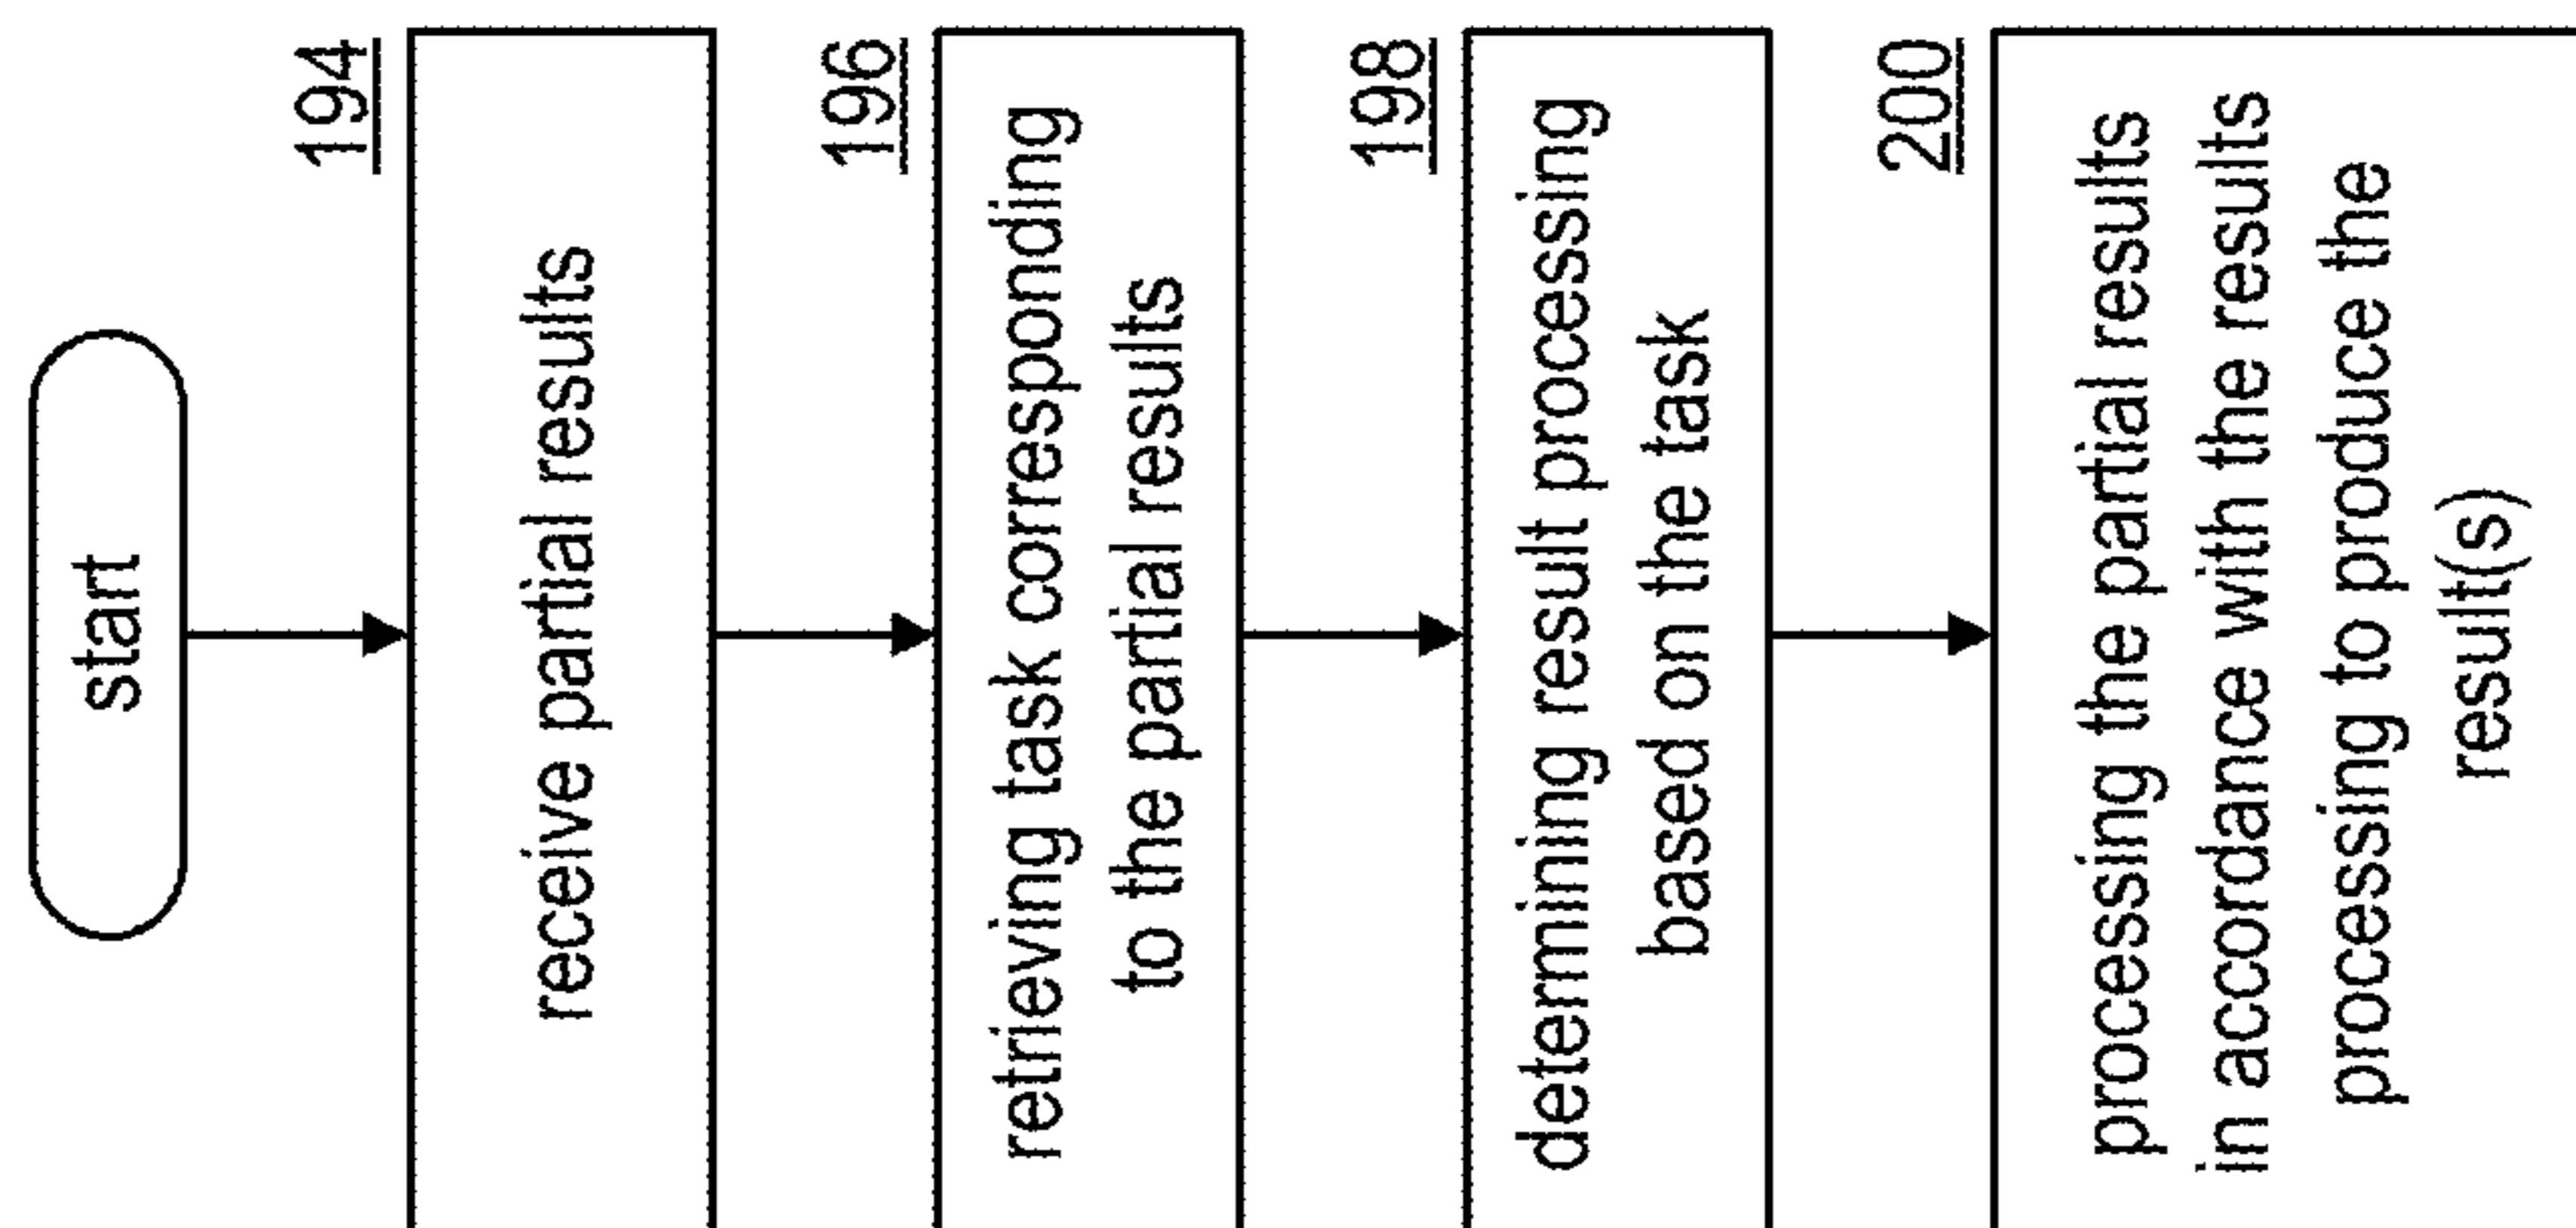 start
194
receive partial results
196
retrieving task corresponding
to the partial results
198
determining result processing
based on the task
200
processing the partial results
in accordance with the results
processing to produce the
result(s)